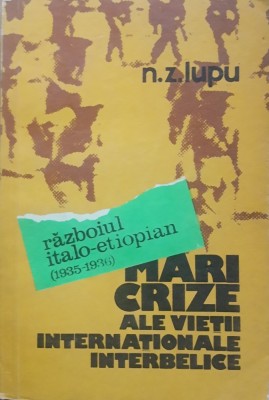 n.z.lupu
războiul
italo-etiopian
(1935-1936)
MARI
CRIZE
ALE VIEȚII
INTERNAȚIONALE
INTERBELICE